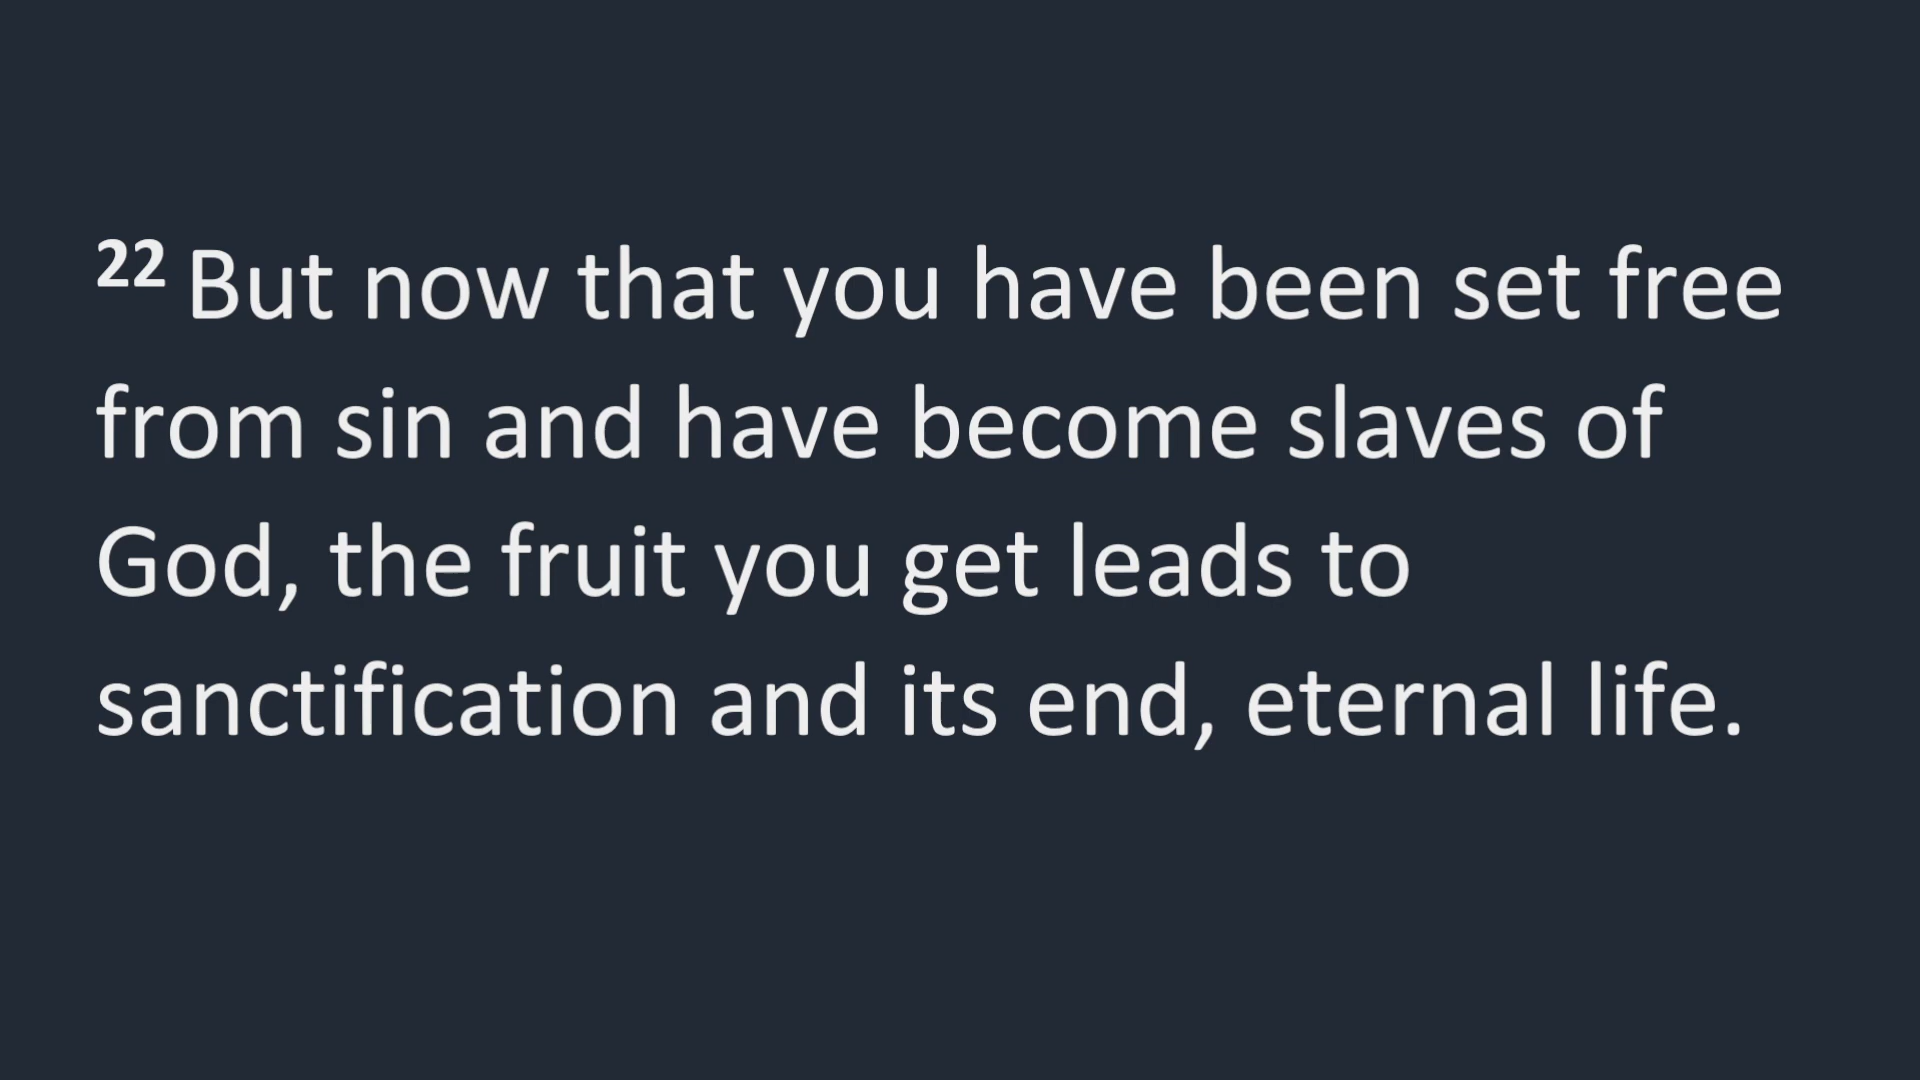 22 But now that you have been set free
from sin and have become slaves of
God, the fruit you get leads to
sanctification and its end, eternal life.